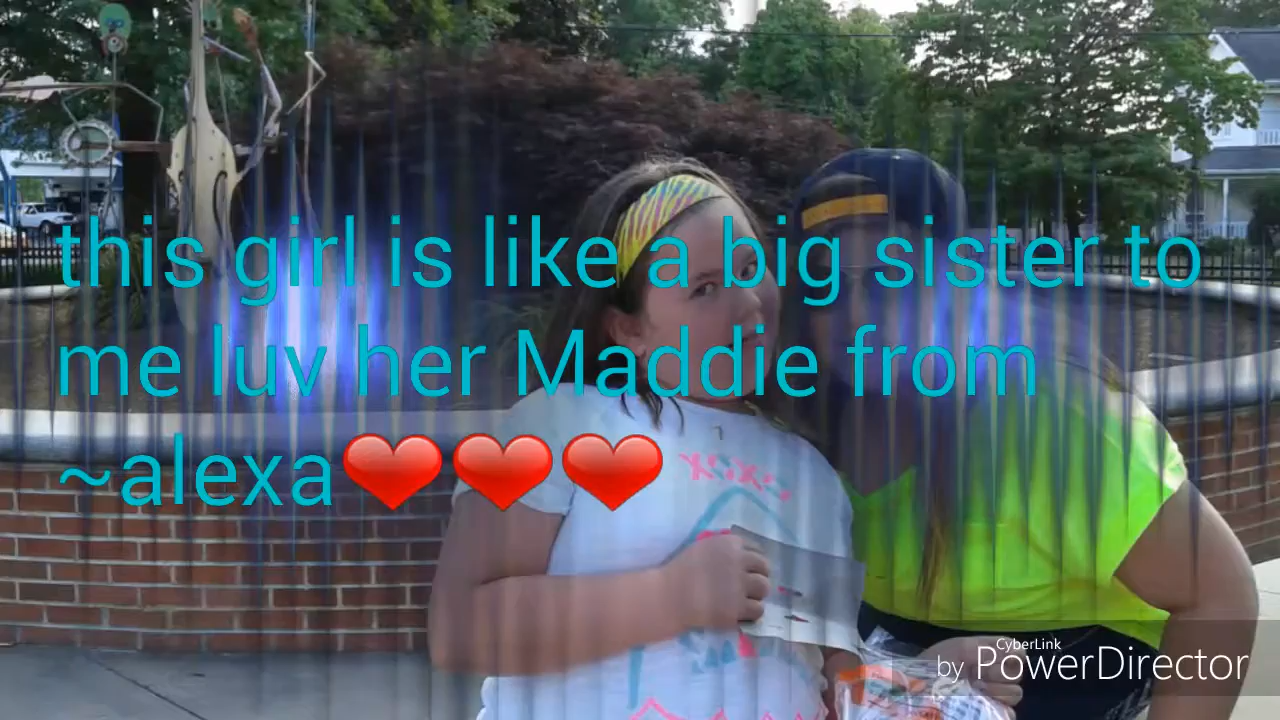 this girl is like a big sister to
me luv her Maddie from
~alexa❤❤❤
CyberLink
by PowerDirector